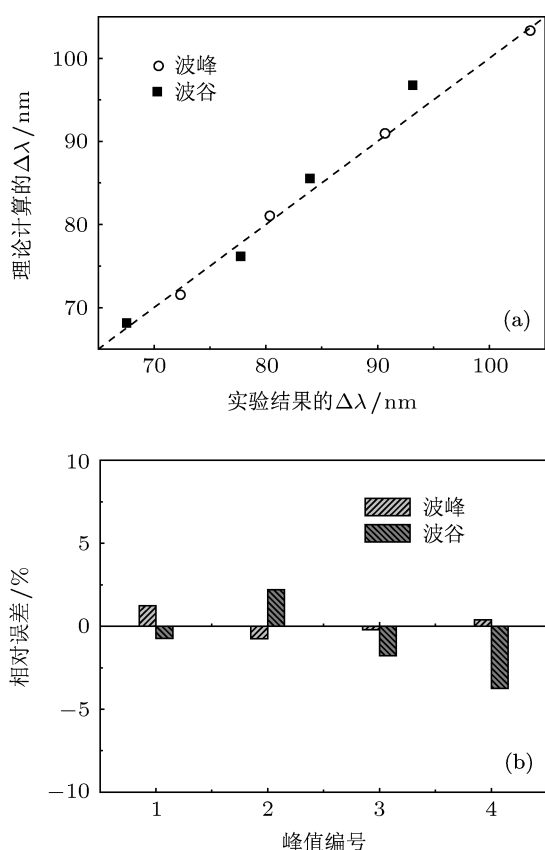 100
90
80
70
理论计算的Δλ/nm
波峰
波谷
(a)
70 80 90 100
实验结果的Δλ/nm
10
5
0
−5
−10
相对误差/%
波峰
波谷
(b)
1 2 3 4
峰值编号